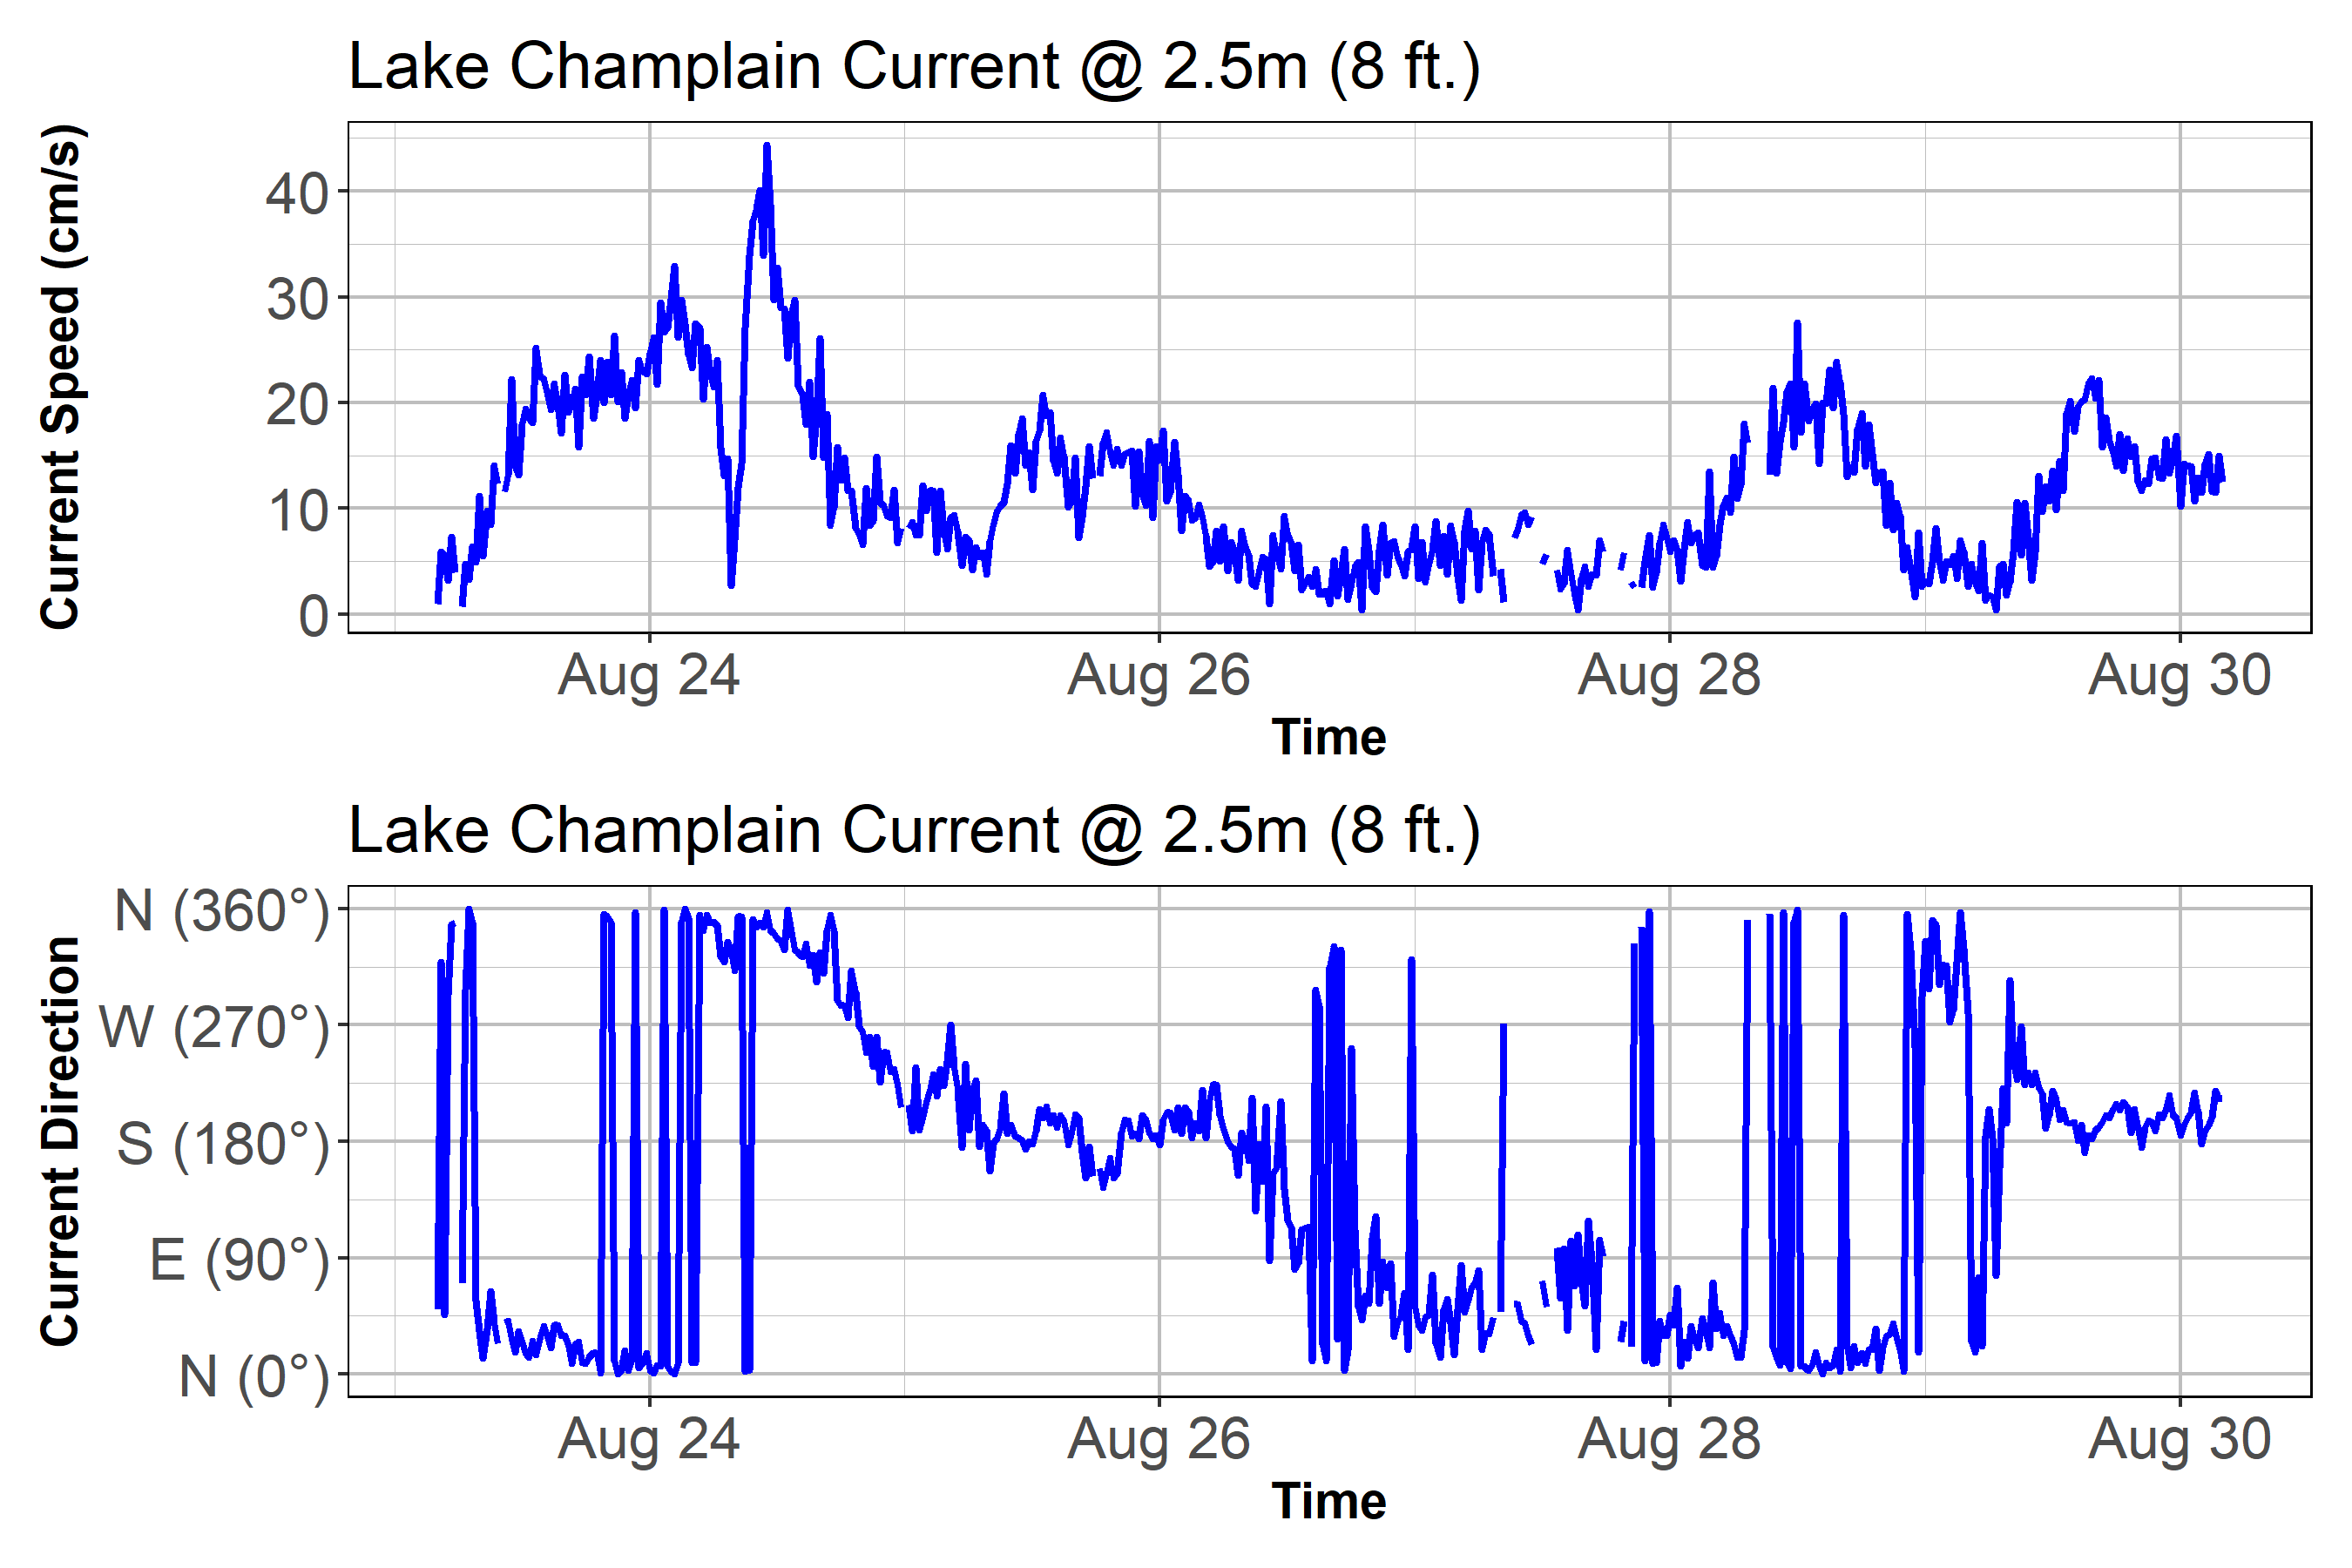 Lake Champlain Current @ 2.5m (8 ft.)
Current Speed (cm/s)
40
30
20
10
0
Aug 24 Aug 26 Aug 28 Aug 30
Time
Lake Champlain Current @ 2.5m (8 ft.)
Current Direction
N (360°)
W (270°)
S (180°)
E (90°)
N (0°)
Aug 24 Aug 26 Aug 28 Aug 30
Time